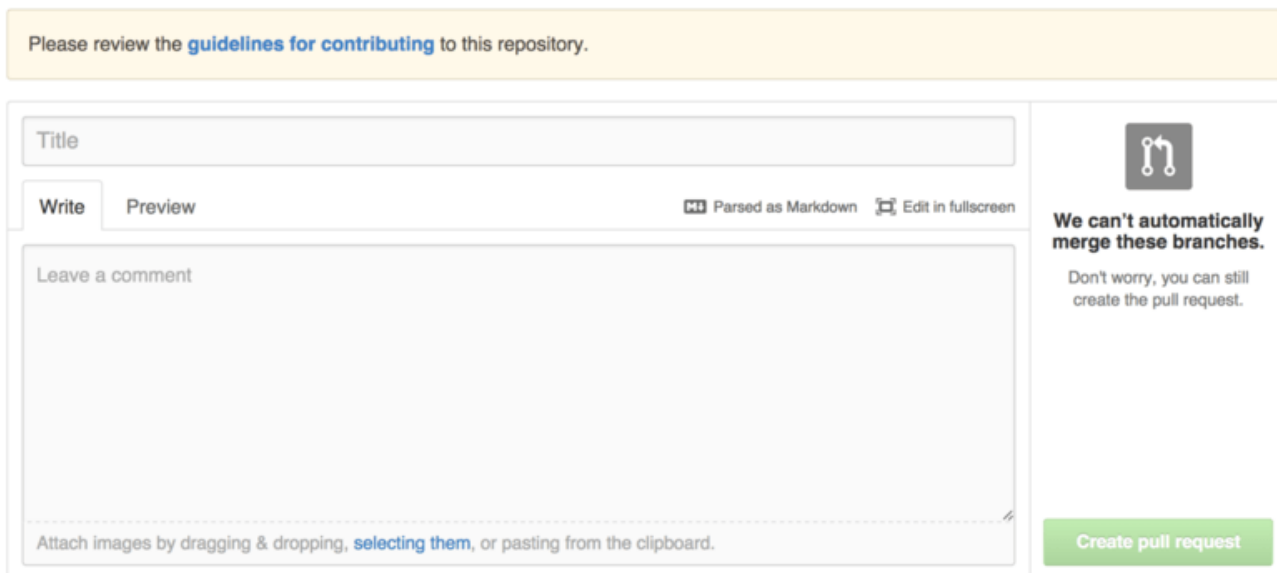 Please review the guidelines for contributing to this repository.
Title
Write Preview Parsed as Markdown Edit in fullscreen
Leave a comment
Attach images by dragging & dropping, selecting them, or pasting from the clipboard.
We can't automatically
merge these branches.
Don't worry, you can still
create the pull request.
Create pull request